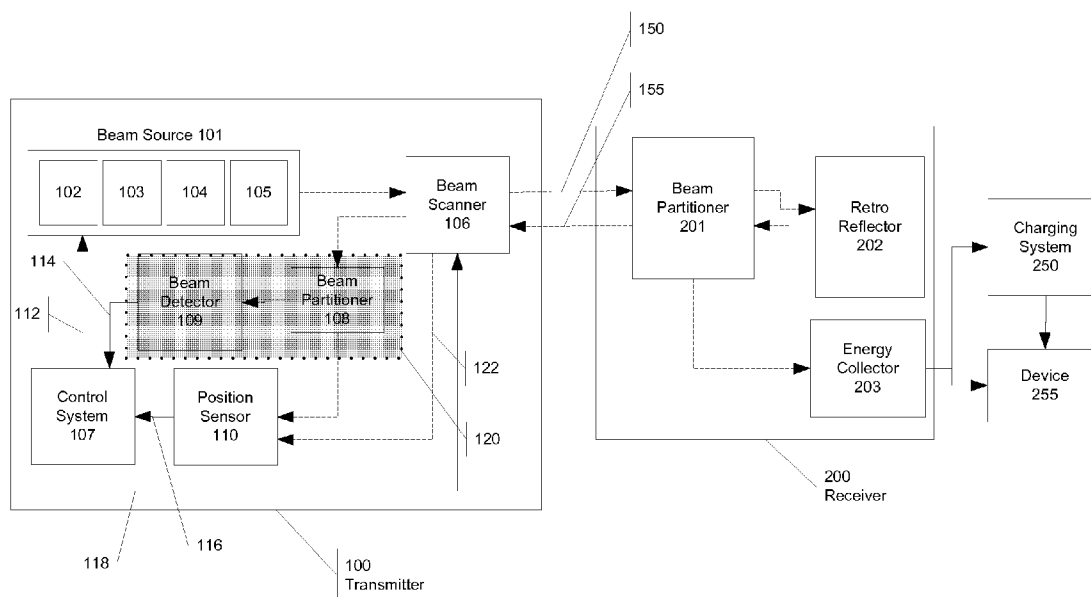 150
155
Beam Source 101
102
103
104
105
Beam
Scanner
106
Beam
Partitioner
201
Retro
Reflector
202
Charging
System
250
114
112
Beam
Detector
109
Beam
Partitioner
108
122
Energy
Collector
203
Device
255
Control
System
107
Position
Sensor
110
120
200
Receiver
118
116
100
Transmitter